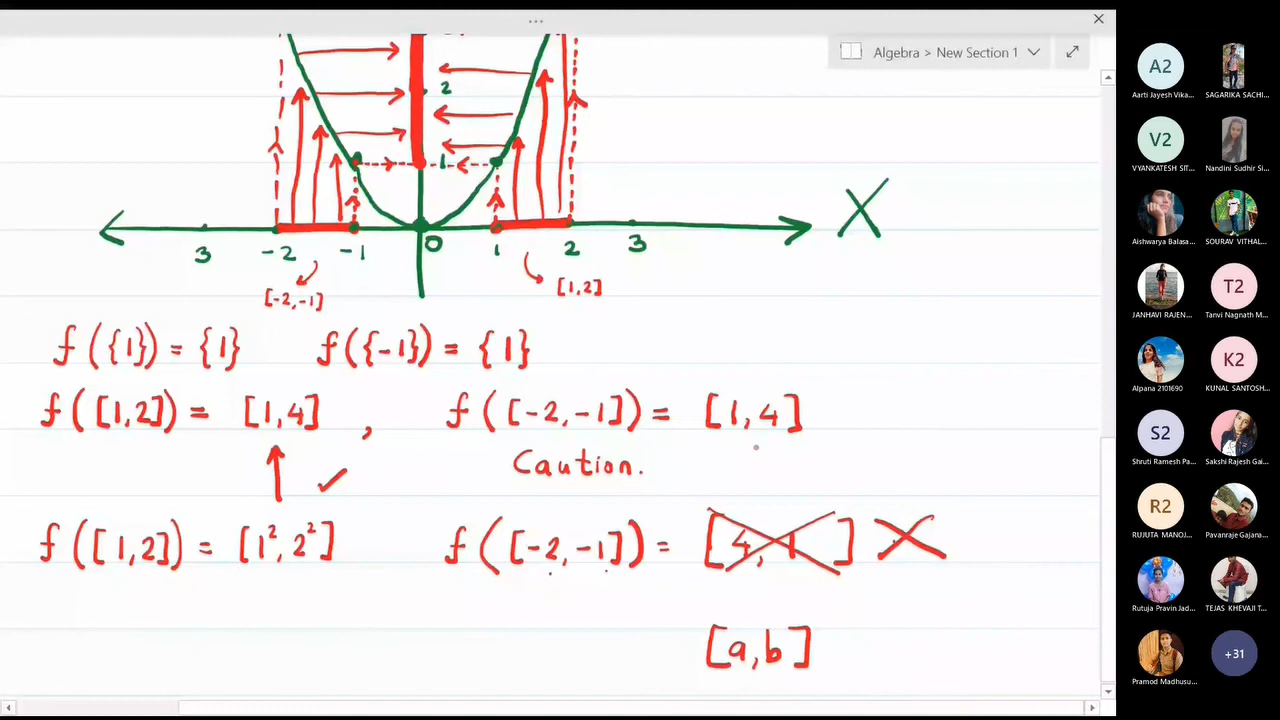 ...
Algebra > New Section 1
2
1
X
3 -2 -1 0 1 2 3
[-2,-1] [1,2]
f({1}) = {1} f({-1}) = {1}
f([1,2]) = [1,4] , f([-2,-1]) = [1,4]
Caution.
f([1,2]) = [1²,2²] f([-2,-1]) = [4,1]
[a,b]
A2
Aarti Jayesh Vika... SAGARIKA SACHI...
V2
VYANKATESH SIT... Nandini Sudhir Si...
Aishwarya Balasa... SOURAV VITHAL...
T2
JANHAVI RAJEN... Tanvi Nagnath M...
K2
Alpana 2101690 KUNAL SANTOSH...
S2
Shruti Ramesh Pa... Sakshi Rajesh Gai...
R2
RUJUTA MANOJ... Pavanraje Gajana...
Rutuja Pravin Jad... TEJAS KHEVAJI T...
+31
Pramod Madhusu...